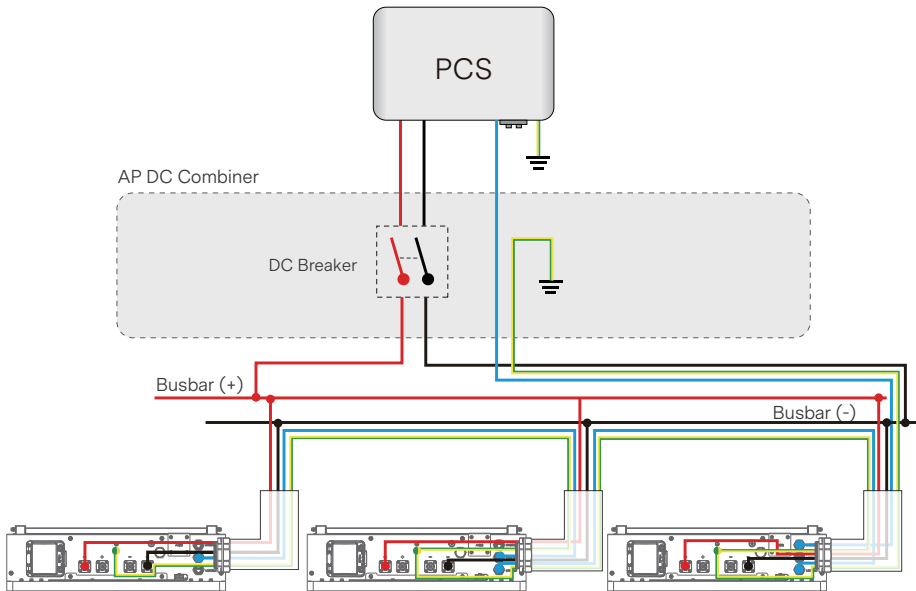 PCS
AP DC Combiner
DC Breaker
Busbar (+)
Busbar (-)